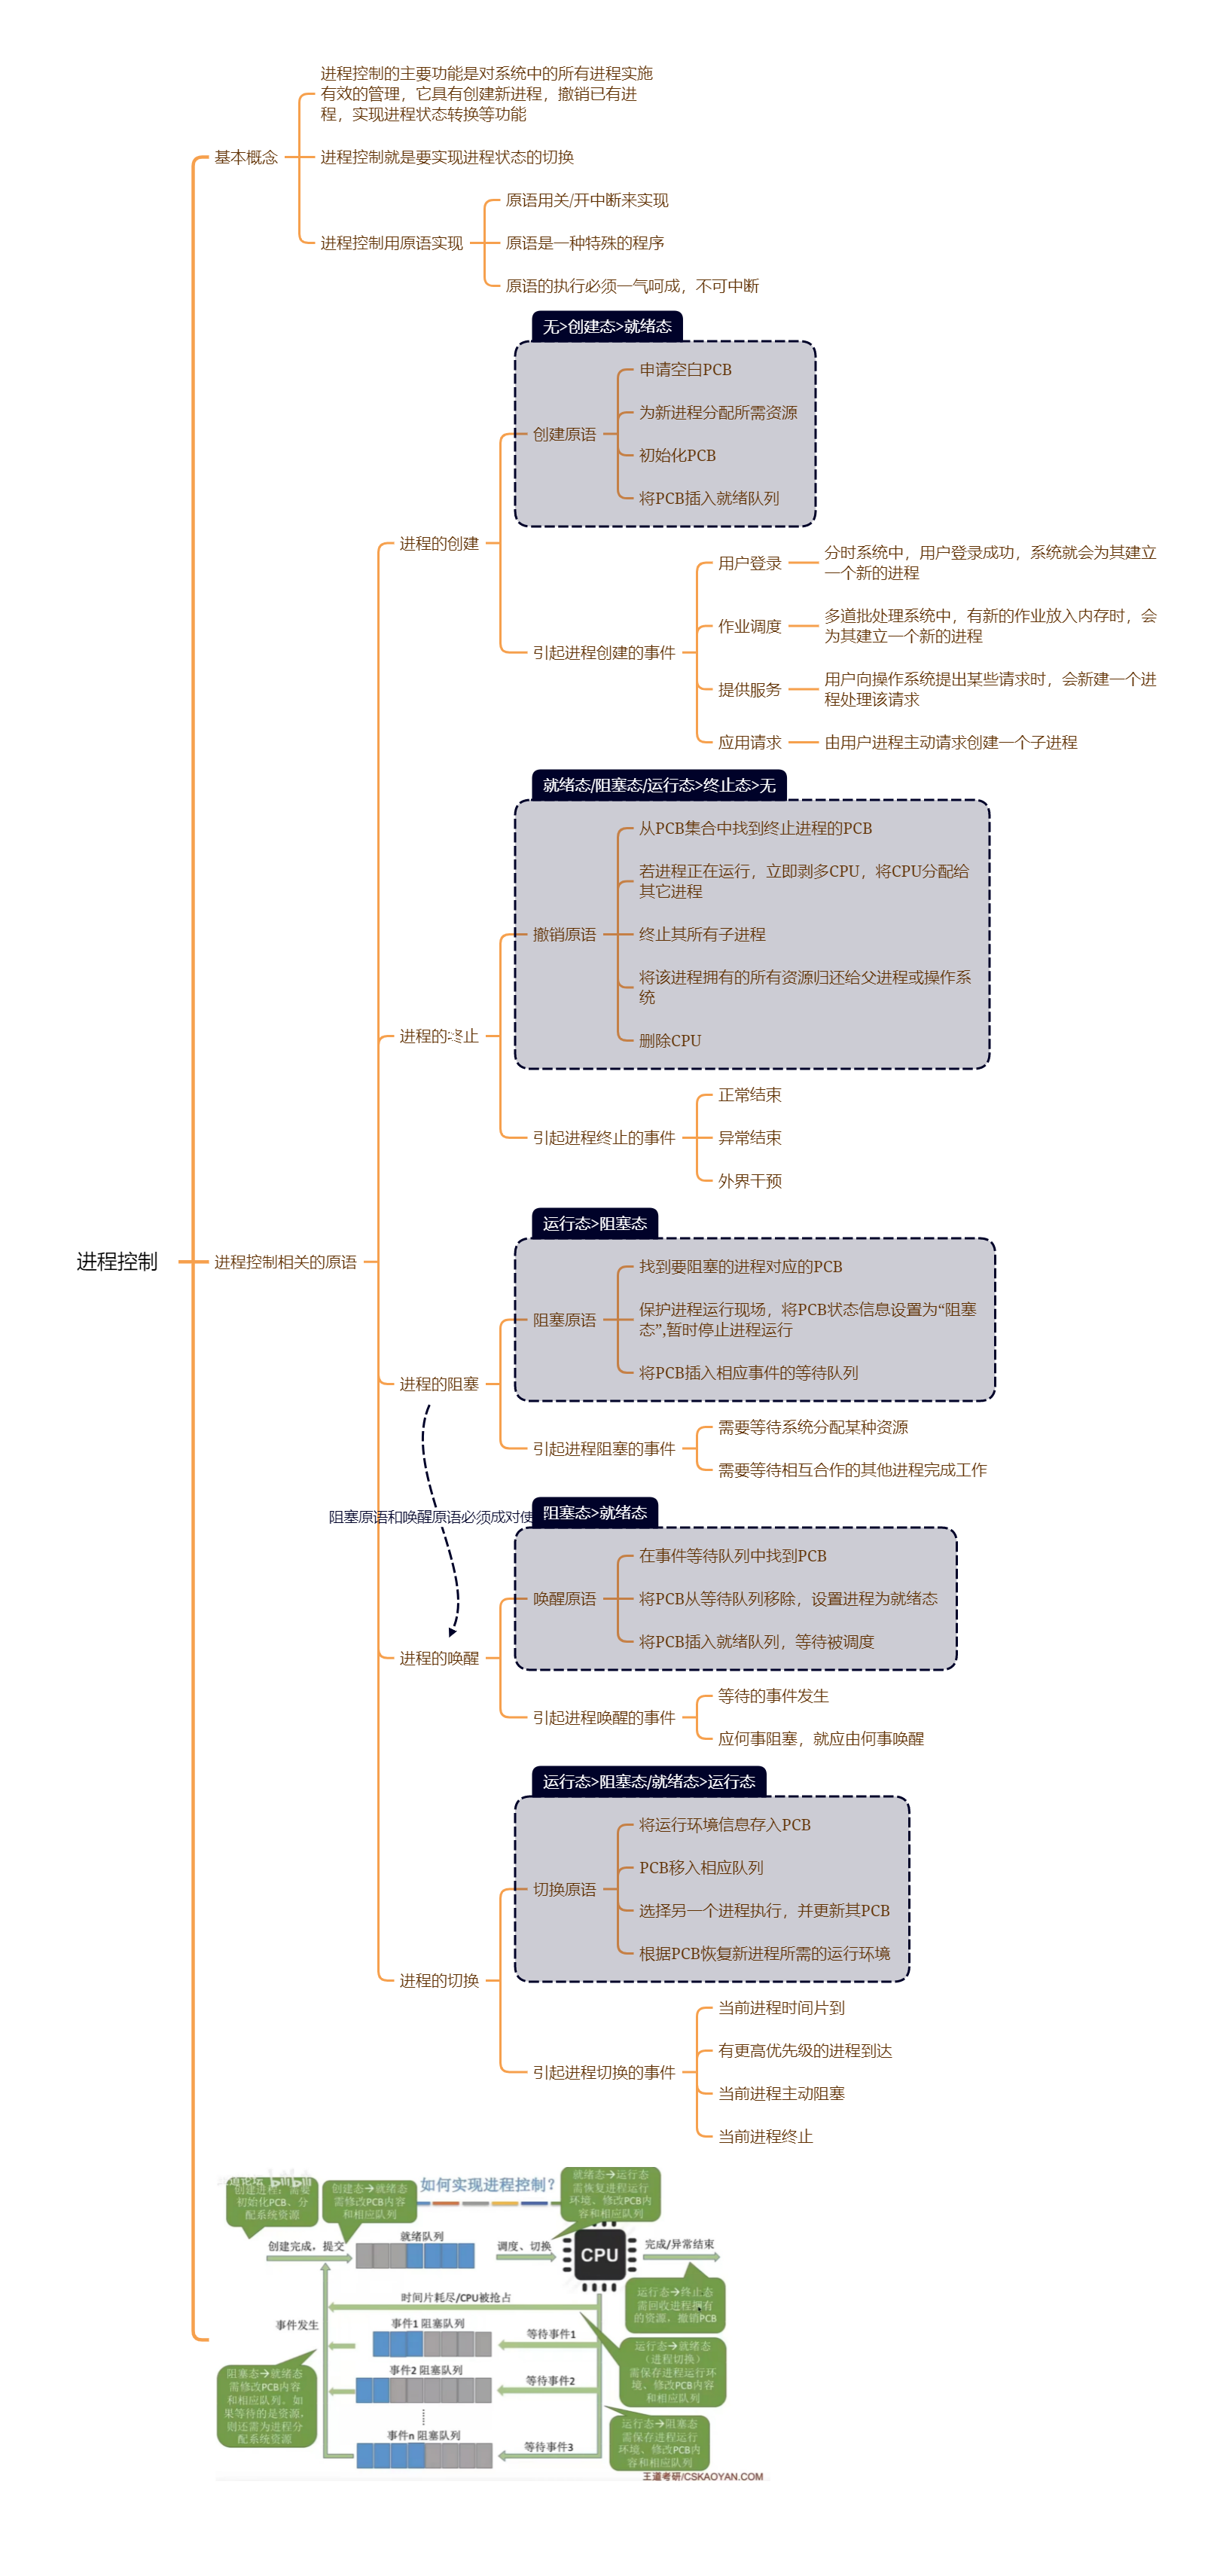 进程控制的主要功能是对系统中的所有进程实施
有效的管理，它具有创建新进程，撤销已有进
程，实现进程状态转换等功能
基本概念
进程控制就是要实现进程状态的切换
原语用关/开中断来实现
进程控制用原语实现
原语是一种特殊的程序
原语的执行必须一气呵成，不可中断
无>创建态>就绪态
申请空白PCB
为新进程分配所需资源
创建原语
初始化PCB
将PCB插入就绪队列
进程的创建
分时系统中，用户登录成功，系统就会为其建立
一个新的进程
用户登录
多道批处理系统中，有新的作业放入内存时，会
为其建立一个新的进程
作业调度
引起进程创建的事件
用户向操作系统提出某些请求时，会新建一个进
程处理该请求
提供服务
应用请求
由用户进程主动请求创建一个子进程
就绪态/阻塞态/运行态>终止态>无
从PCB集合中找到终止进程的PCB
若进程正在运行，立即剥多CPU，将CPU分配给
其它进程
撤销原语
终止其所有子进程
将该进程拥有的所有资源归还给父进程或操作系
统
进程的终止
删除CPU
正常结束
引起进程终止的事件
异常结束
外界干预
运行态>阻塞态
进程控制
进程控制相关的原语
找到要阻塞的进程对应的PCB
保护进程运行现场，将PCB状态信息设置为“阻塞
态”,暂时停止进程运行
阻塞原语
将PCB插入相应事件的等待队列
进程的阻塞
需要等待系统分配某种资源
引起进程阻塞的事件
需要等待相互合作的其他进程完成工作
阻塞原语和唤醒原语必须成对使
阻塞态>就绪态
在事件等待队列中找到PCB
唤醒原语
将PCB从等待队列移除，设置进程为就绪态
将PCB插入就绪队列，等待被调度
进程的唤醒
等待的事件发生
引起进程唤醒的事件
应何事阻塞，就应由何事唤醒
运行态>阻塞态/就绪态>运行态
将运行环境信息存入PCB
PCB移入相应队列
切换原语
选择另一个进程执行，并更新其PCB
根据PCB恢复新进程所需的运行环境
进程的切换
当前进程时间片到
有更高优先级的进程到达
引起进程切换的事件
当前进程主动阻塞
当前进程终止
如何实现进程控制？
创建进程：需要
初始化PCB、分
配系统资源
创建态→就绪态
需修改PCB内容
和相应队列
就绪态→运行态
需恢复进程运行
环境、修改PCB内
容和相应队列
就绪队列
创建完成，提交
调度、切换
CPU
完成/异常结束
运行态→终止态
需回收进程拥有
的资源，撤销PCB
时间片耗尽/CPU被抢占
事件发生
事件1 阻塞队列
等待事件1
运行态→就绪态
（进程切换）
需保存进程运行环
境、修改PCB内容
和相应队列
阻塞态→就绪态
需修改PCB内容
和相应队列，如
果等待的是资源，
则还需为进程分
配系统资源
事件2 阻塞队列
等待事件2
事件n 阻塞队列
等待事件3
运行态→阻塞态
需保存进程运行
环境、修改PCB内
容和相应队列
王道考研/CSKAOYAN.COM